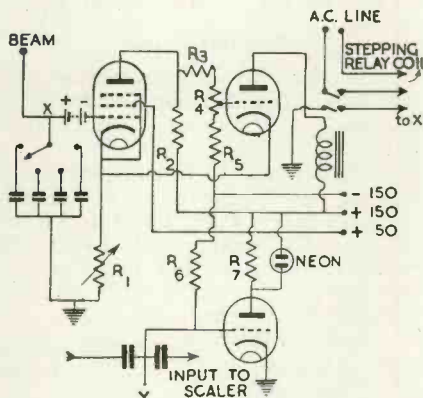 A.C. LINE
BEAM
STEPPING
RELAY COIL
R3
X
+ -
R4
to X
R2
R5
- 150
+ 150
+ 50
R6
R7
NEON
R1
INPUT TO
SCALER
Y